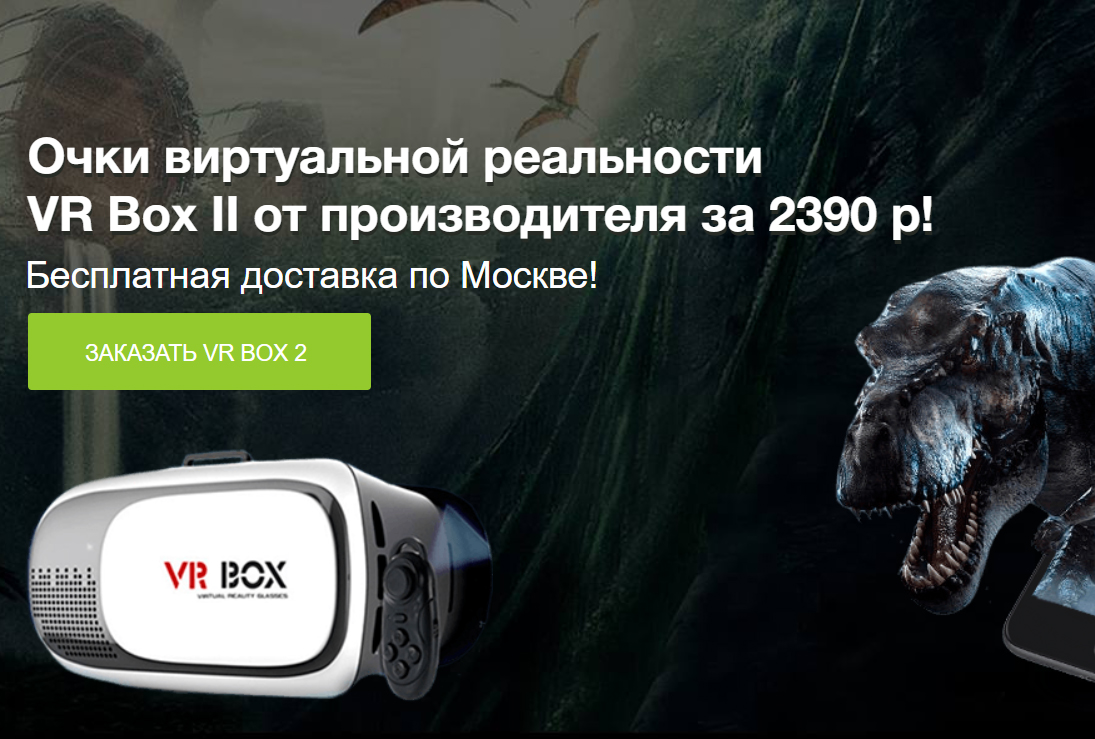 Очки виртуальной реальности
VR Box II от производителя за 2390 р!
Бесплатная доставка по Москве!
ЗАКАЗАТЬ VR BOX 2
VR BOX
VIRTUAL REALITY GLASSES